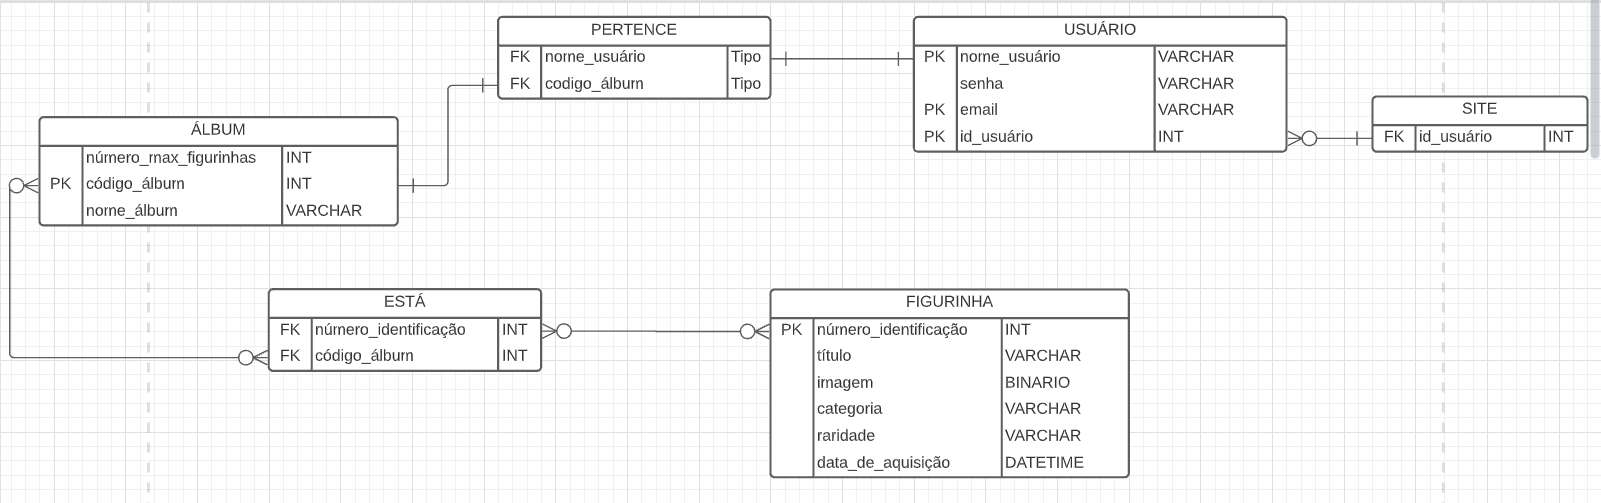 PERTENCE
FK nome_usuário Tipo
FK codigo_álbum Tipo
USUÁRIO
PK nome_usuário VARCHAR
senha VARCHAR
PK email VARCHAR
PK id_usuário INT
SITE
FK id_usuário INT
ÁLBUM
número_max_figurinhas INT
PK código_álbum INT
nome_álbum VARCHAR
ESTÁ
FK número_identificação INT
FK código_álbum INT
FIGURINHA
PK número_identificação INT
título VARCHAR
imagem BINARIO
categoria VARCHAR
raridade VARCHAR
data_de_aquisição DATETIME